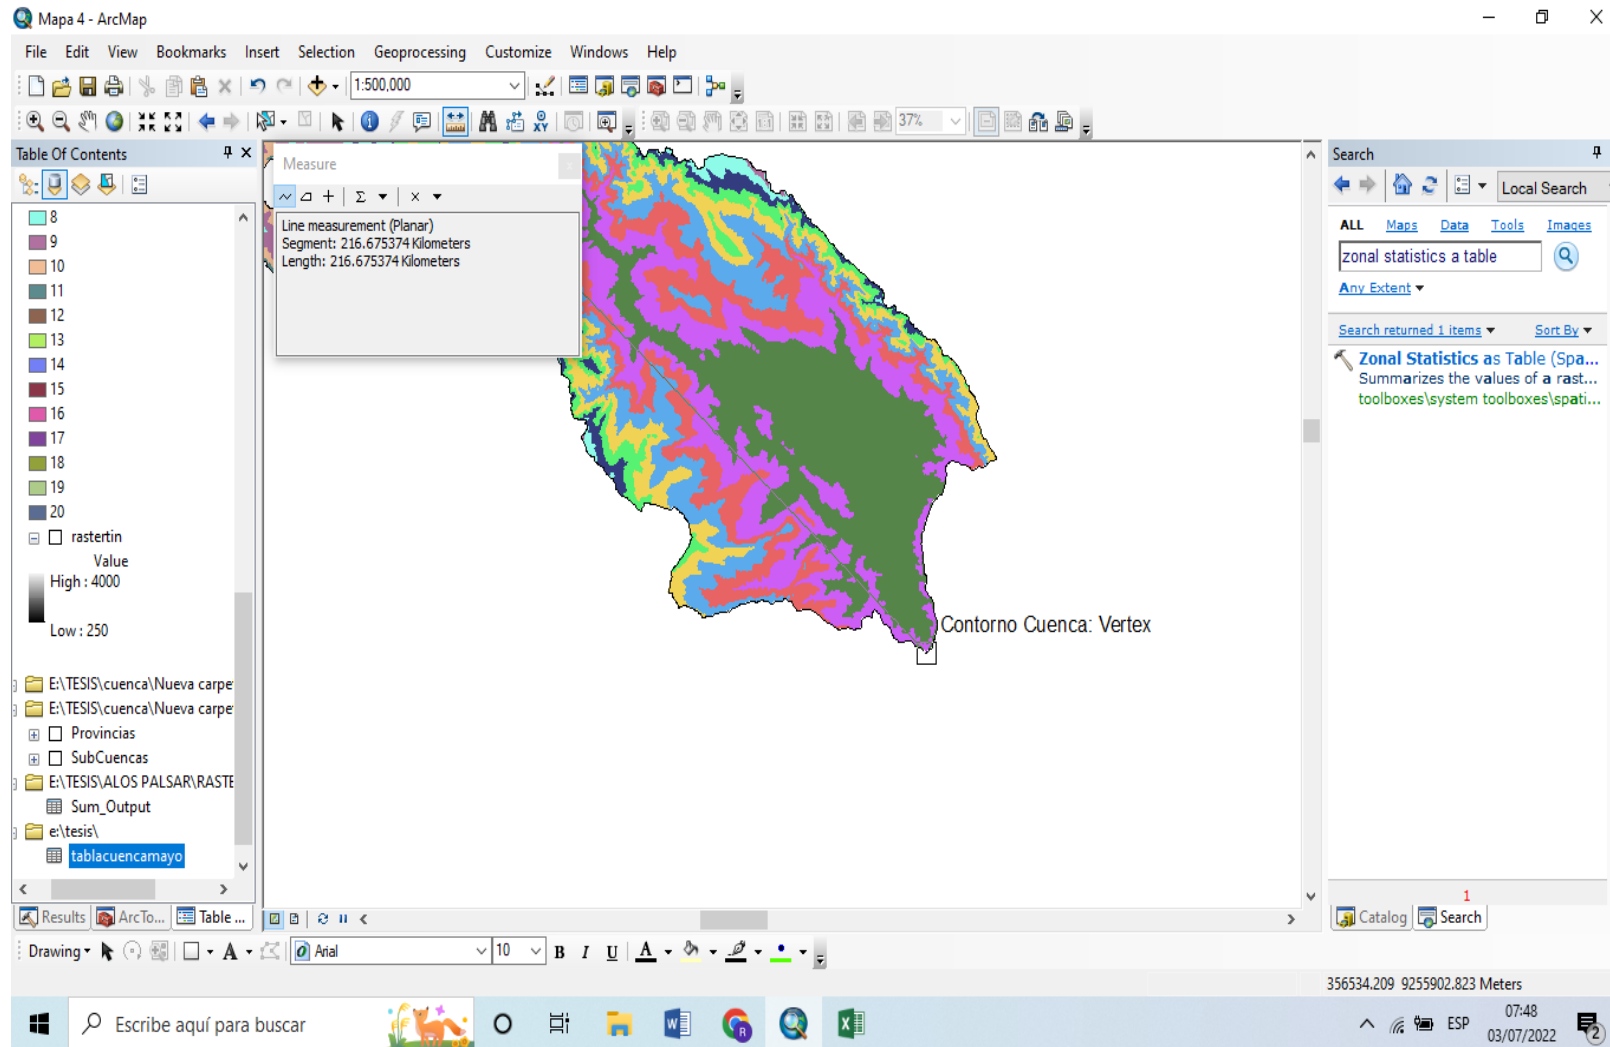 Mapa 4 - ArcMap
File Edit View Bookmarks Insert Selection Geoprocessing Customize Windows Help
1:500,000
XY
37%
Table Of Contents
8
9
10
11
12
13
14
15
16
17
18
19
20
rastertin
Value
High : 4000
Low : 250
E:\TESIS\cuenca\Nueva carpe
E:\TESIS\cuenca\Nueva carpe
Provincias
SubCuencas
E:\TESIS\ALOS PALSAR\RASTE
Sum_Output
e:\tesis\
tablacuencamayo
Results ArcTo... Table ...
Measure
Line measurement (Planar)
Segment: 216.675374 Kilometers
Length: 216.675374 Kilometers
Contorno Cuenca: Vertex
Search
Local Search
ALL Maps Data Tools Images
zonal statistics a table
Any Extent
Search returned 1 items Sort By
Zonal Statistics as Table (Spa...
Summarizes the values of a rast...
toolboxes\system toolboxes\spati...
1
Catalog Search
Drawing A Arial 10 B I U A
356534.209 9255902.823 Meters
Escribe aquí para buscar
ESP
07:48
03/07/2022
2